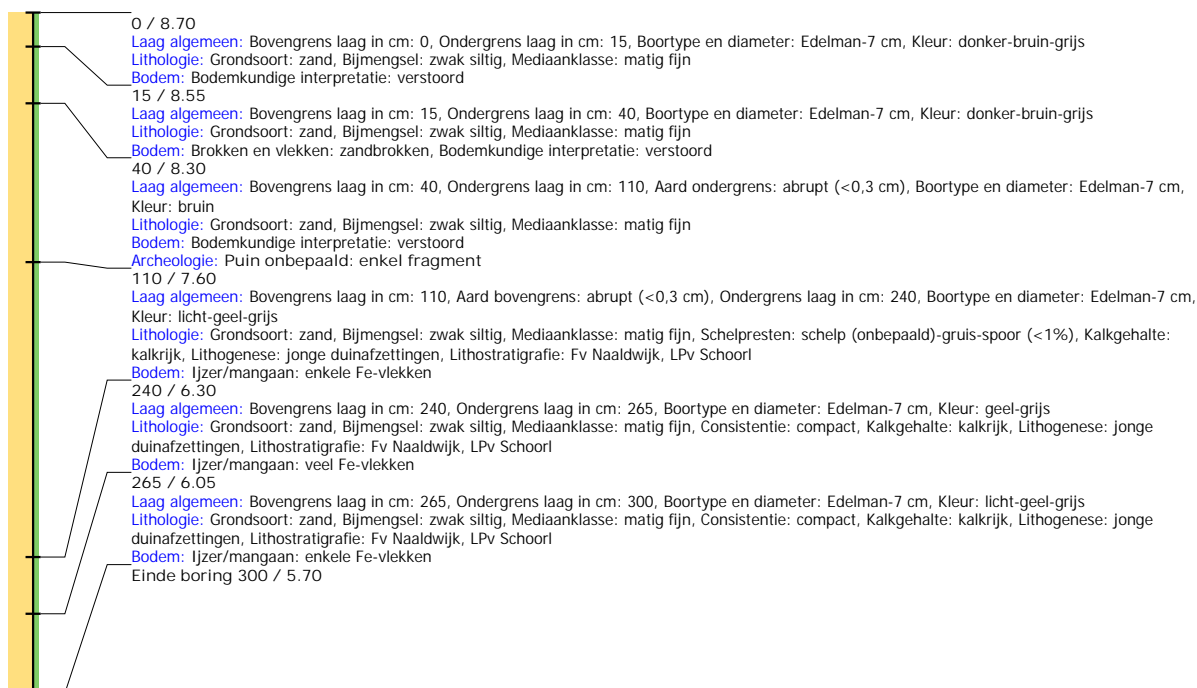 0 / 8.70
Laag algemeen: Bovengrens laag in cm: 0, Ondergrens laag in cm: 15, Boortype en diameter: Edelman-7 cm, Kleur: donker-bruin-grijs
Lithologie: Grondsoort: zand, Bijmengsel: zwak siltig, Mediaanklasse: matig fijn
Bodem: Bodemkundige interpretatie: verstoord
15 / 8.55
Laag algemeen: Bovengrens laag in cm: 15, Ondergrens laag in cm: 40, Boortype en diameter: Edelman-7 cm, Kleur: donker-bruin-grijs
Lithologie: Grondsoort: zand, Bijmengsel: zwak siltig, Mediaanklasse: matig fijn
Bodem: Brokken en vlekken: zandbrokken, Bodemkundige interpretatie: verstoord
40 / 8.30
Laag algemeen: Bovengrens laag in cm: 40, Ondergrens laag in cm: 110, Aard ondergrens: abrupt (<0,3 cm), Boortype en diameter: Edelman-7 cm,
Kleur: bruin
Lithologie: Grondsoort: zand, Bijmengsel: zwak siltig, Mediaanklasse: matig fijn
Bodem: Bodemkundige interpretatie: verstoord
Archeologie: Puin onbepaald: enkel fragment
110 / 7.60
Laag algemeen: Bovengrens laag in cm: 110, Aard bovengrens: abrupt (<0,3 cm), Ondergrens laag in cm: 240, Boortype en diameter: Edelman-7 cm,
Kleur: licht-geel-grijs
Lithologie: Grondsoort: zand, Bijmengsel: zwak siltig, Mediaanklasse: matig fijn, Schelpresten: schelp (onbepaald)-gruis-spoor (<1%), Kalkgehalte:
kalkrijk, Lithogenese: jonge duinafzettingen, Lithostratigrafie: Fv Naaldwijk, LPv Schoorl
Bodem: Ijzer/mangaan: enkele Fe-vlekken
240 / 6.30
Laag algemeen: Bovengrens laag in cm: 240, Ondergrens laag in cm: 265, Boortype en diameter: Edelman-7 cm, Kleur: geel-grijs
Lithologie: Grondsoort: zand, Bijmengsel: zwak siltig, Mediaanklasse: matig fijn, Consistentie: compact, Kalkgehalte: kalkrijk, Lithogenese: jonge
duinafzettingen, Lithostratigrafie: Fv Naaldwijk, LPv Schoorl
Bodem: Ijzer/mangaan: veel Fe-vlekken
265 / 6.05
Laag algemeen: Bovengrens laag in cm: 265, Ondergrens laag in cm: 300, Boortype en diameter: Edelman-7 cm, Kleur: licht-geel-grijs
Lithologie: Grondsoort: zand, Bijmengsel: zwak siltig, Mediaanklasse: matig fijn, Consistentie: compact, Kalkgehalte: kalkrijk, Lithogenese: jonge
duinafzettingen, Lithostratigrafie: Fv Naaldwijk, LPv Schoorl
Bodem: Ijzer/mangaan: enkele Fe-vlekken
Einde boring 300 / 5.70